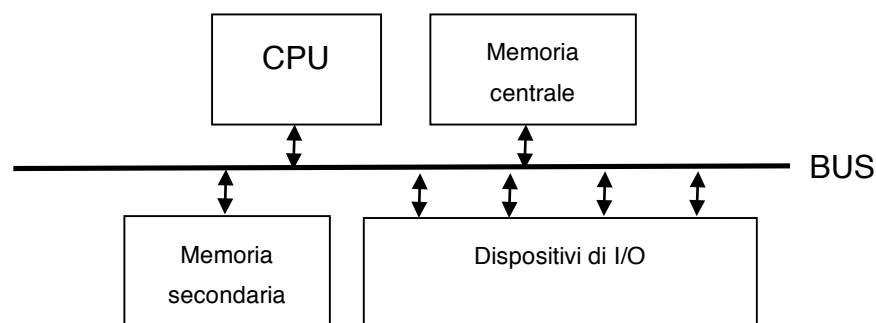 CPU
Memoria
centrale
BUS
Memoria
secondaria
Dispositivi di I/O